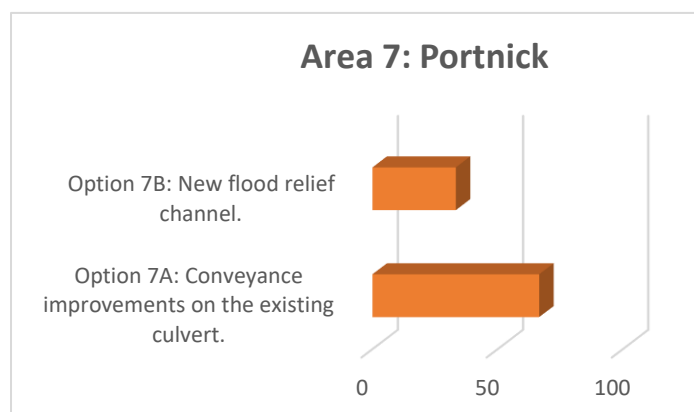 Area 7: Portnick
Option 7B: New flood relief
channel.
Option 7A: Conveyance
improvements on the existing
culvert.
0 50 100